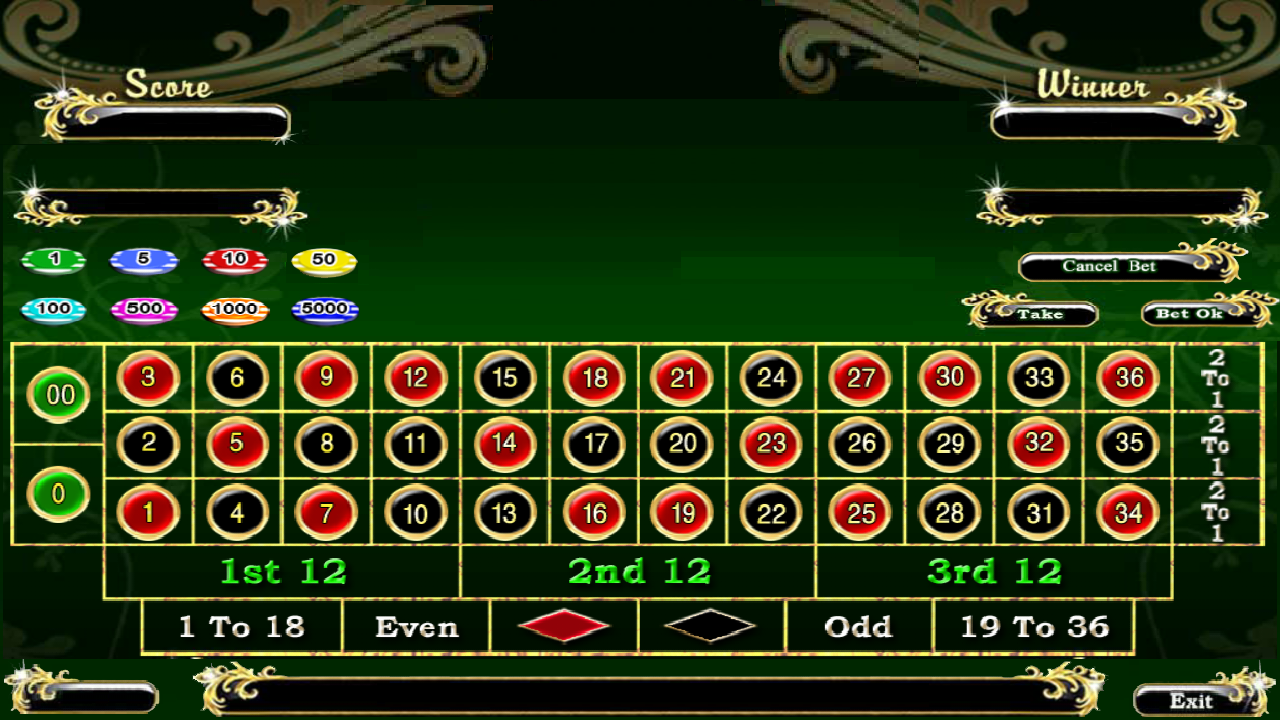 Score
Winner
1 5 10 50
Cancel Bet
100 500 1000 5000
Take Bet Ok
3 6 9 12 15 18 21 24 27 30 33 36 2 To 1
00
2 5 8 11 14 17 20 23 26 29 32 35 2 To 1
0
1 4 7 10 13 16 19 22 25 28 31 34 2 To 1
1st 12 2nd 12 3rd 12
1 To 18 Even Odd 19 To 36
Exit